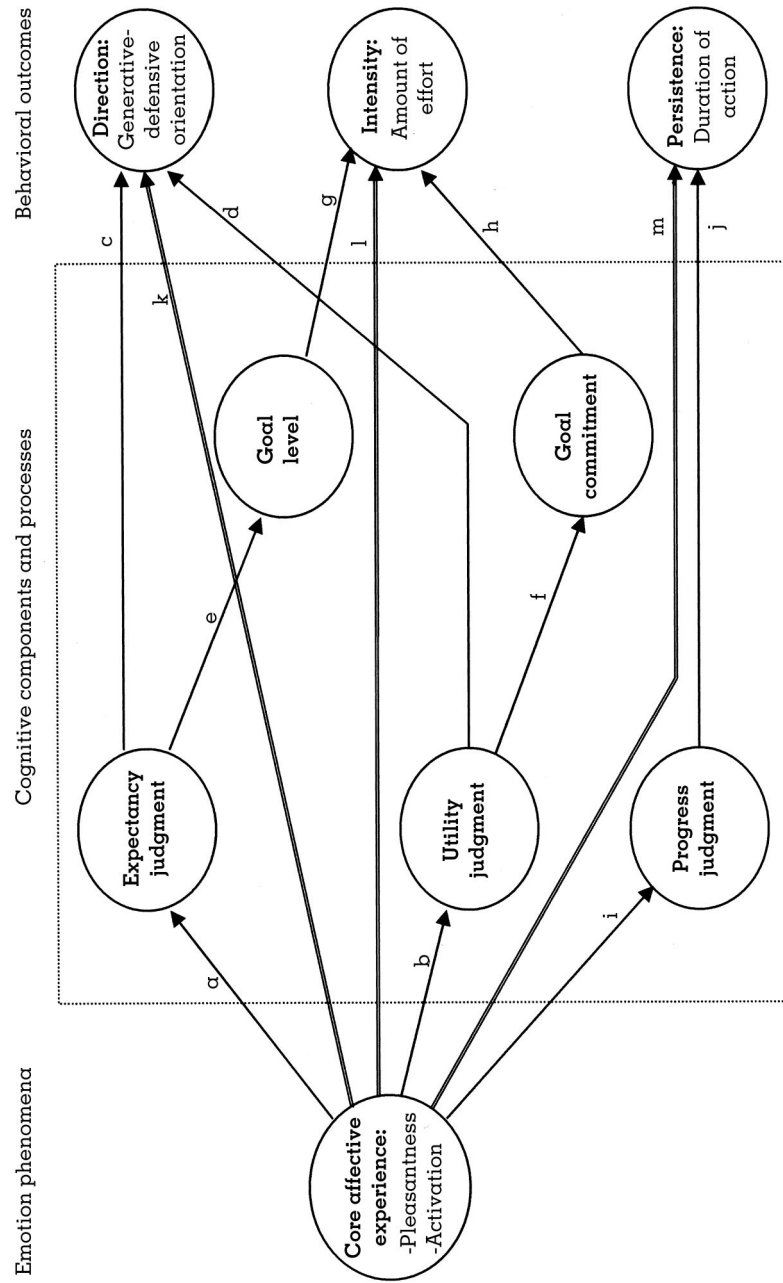 Emotion phenomena
Cognitive components and processes
Behavioral outcomes
Core affective
experience:
-Pleasantness
-Activation
a
b
i
Expectancy
judgment
Utility
judgment
Progress
judgment
e
f
k
Goal
level
Goal
commitment
c
d
g
l
h
m
j
Direction:
Generative-
defensive
orientation
Intensity:
Amount of
effort
Persistence:
Duration of
action